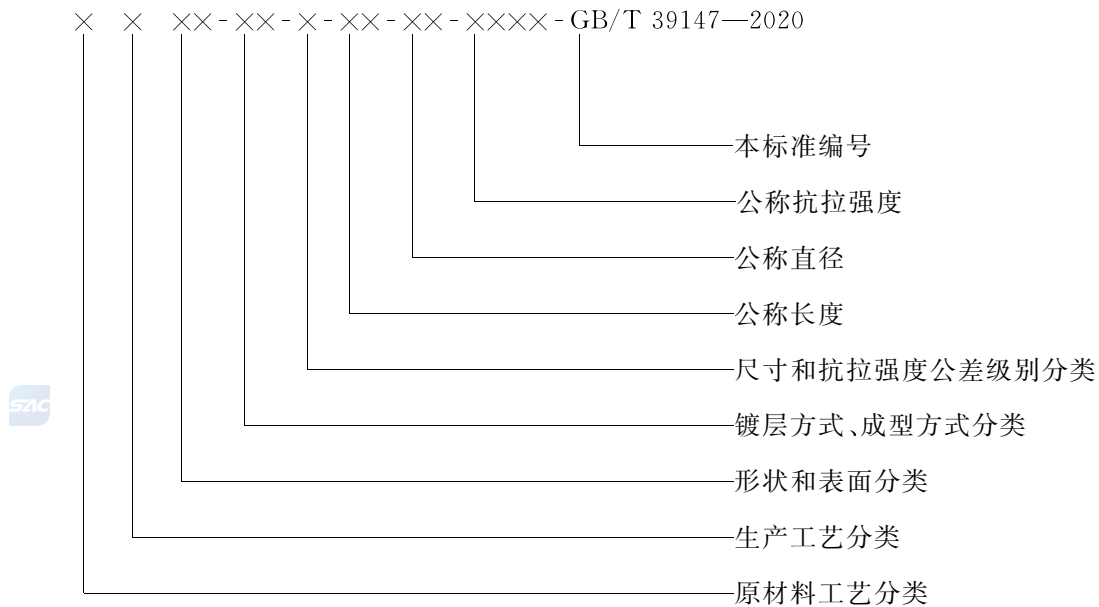 × × ××-××-×-××-××-××××-GB/T 39147—2020
本标准编号
公称抗拉强度
公称直径
公称长度
尺寸和抗拉强度公差级别分类
SAC
镀层方式、成型方式分类
形状和表面分类
生产工艺分类
原材料工艺分类